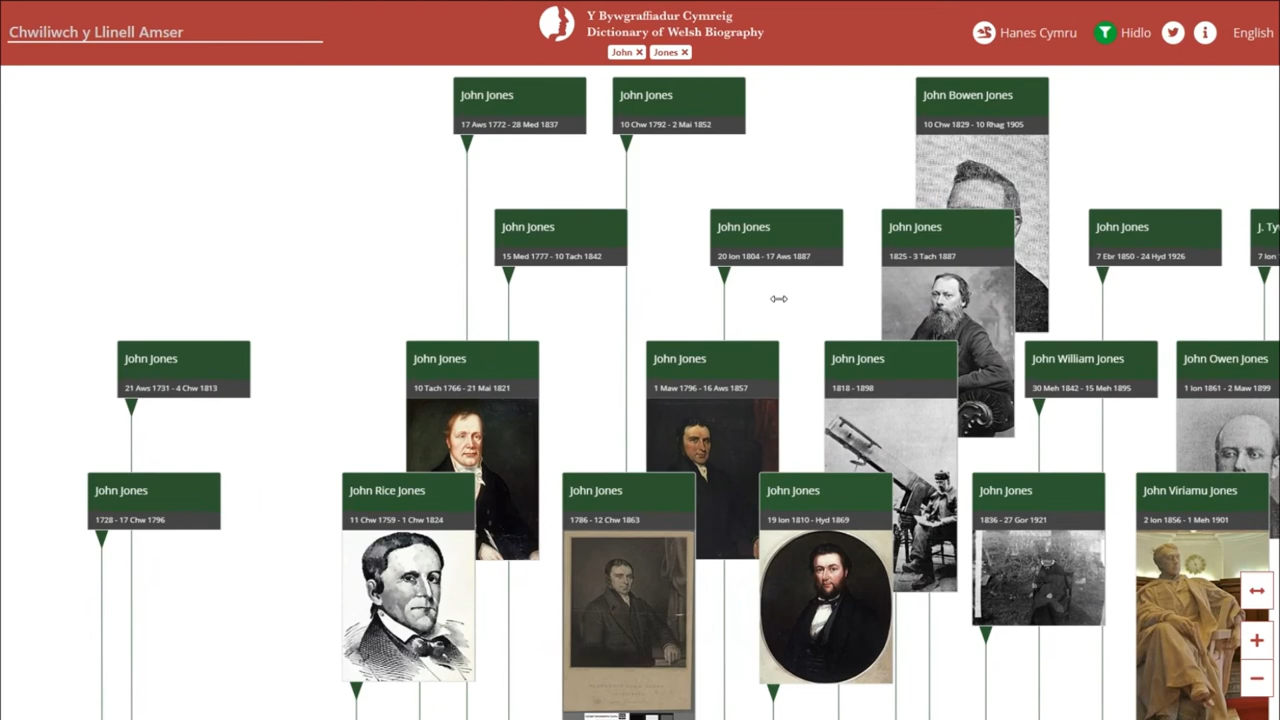 Chwiliwch y Llinell Amser
Y Bywgraffiadur Cymreig
Dictionary of Welsh Biography
John ✕ Jones ✕
Hanes Cymru
Hidlo
English
John Jones
17 Aws 1772 - 28 Med 1837
John Jones
10 Chw 1792 - 2 Mai 1852
John Bowen Jones
10 Chw 1829 - 10 Rhag 1905
John Jones
15 Med 1777 - 10 Tach 1842
John Jones
20 Ion 1804 - 17 Aws 1887
John Jones
1825 - 3 Tach 1887
John Jones
7 Ebr 1850 - 24 Hyd 1926
J. Ty
7 Ion
John Jones
21 Aws 1731 - 4 Chw 1813
John Jones
10 Tach 1766 - 21 Mai 1821
John Jones
1 Maw 1796 - 16 Aws 1857
John Jones
1818 - 1898
John William Jones
30 Meh 1842 - 15 Meh 1895
John Owen Jones
1 Ion 1861 - 2 Maw 1899
John Jones
1728 - 17 Chw 1796
John Rice Jones
11 Chw 1759 - 1 Chw 1824
John Jones
1786 - 12 Chw 1863
John Jones
19 Ion 1810 - Hyd 1869
John Jones
1836 - 27 Gor 1921
John Viriamu Jones
2 Ion 1856 - 1 Meh 1901